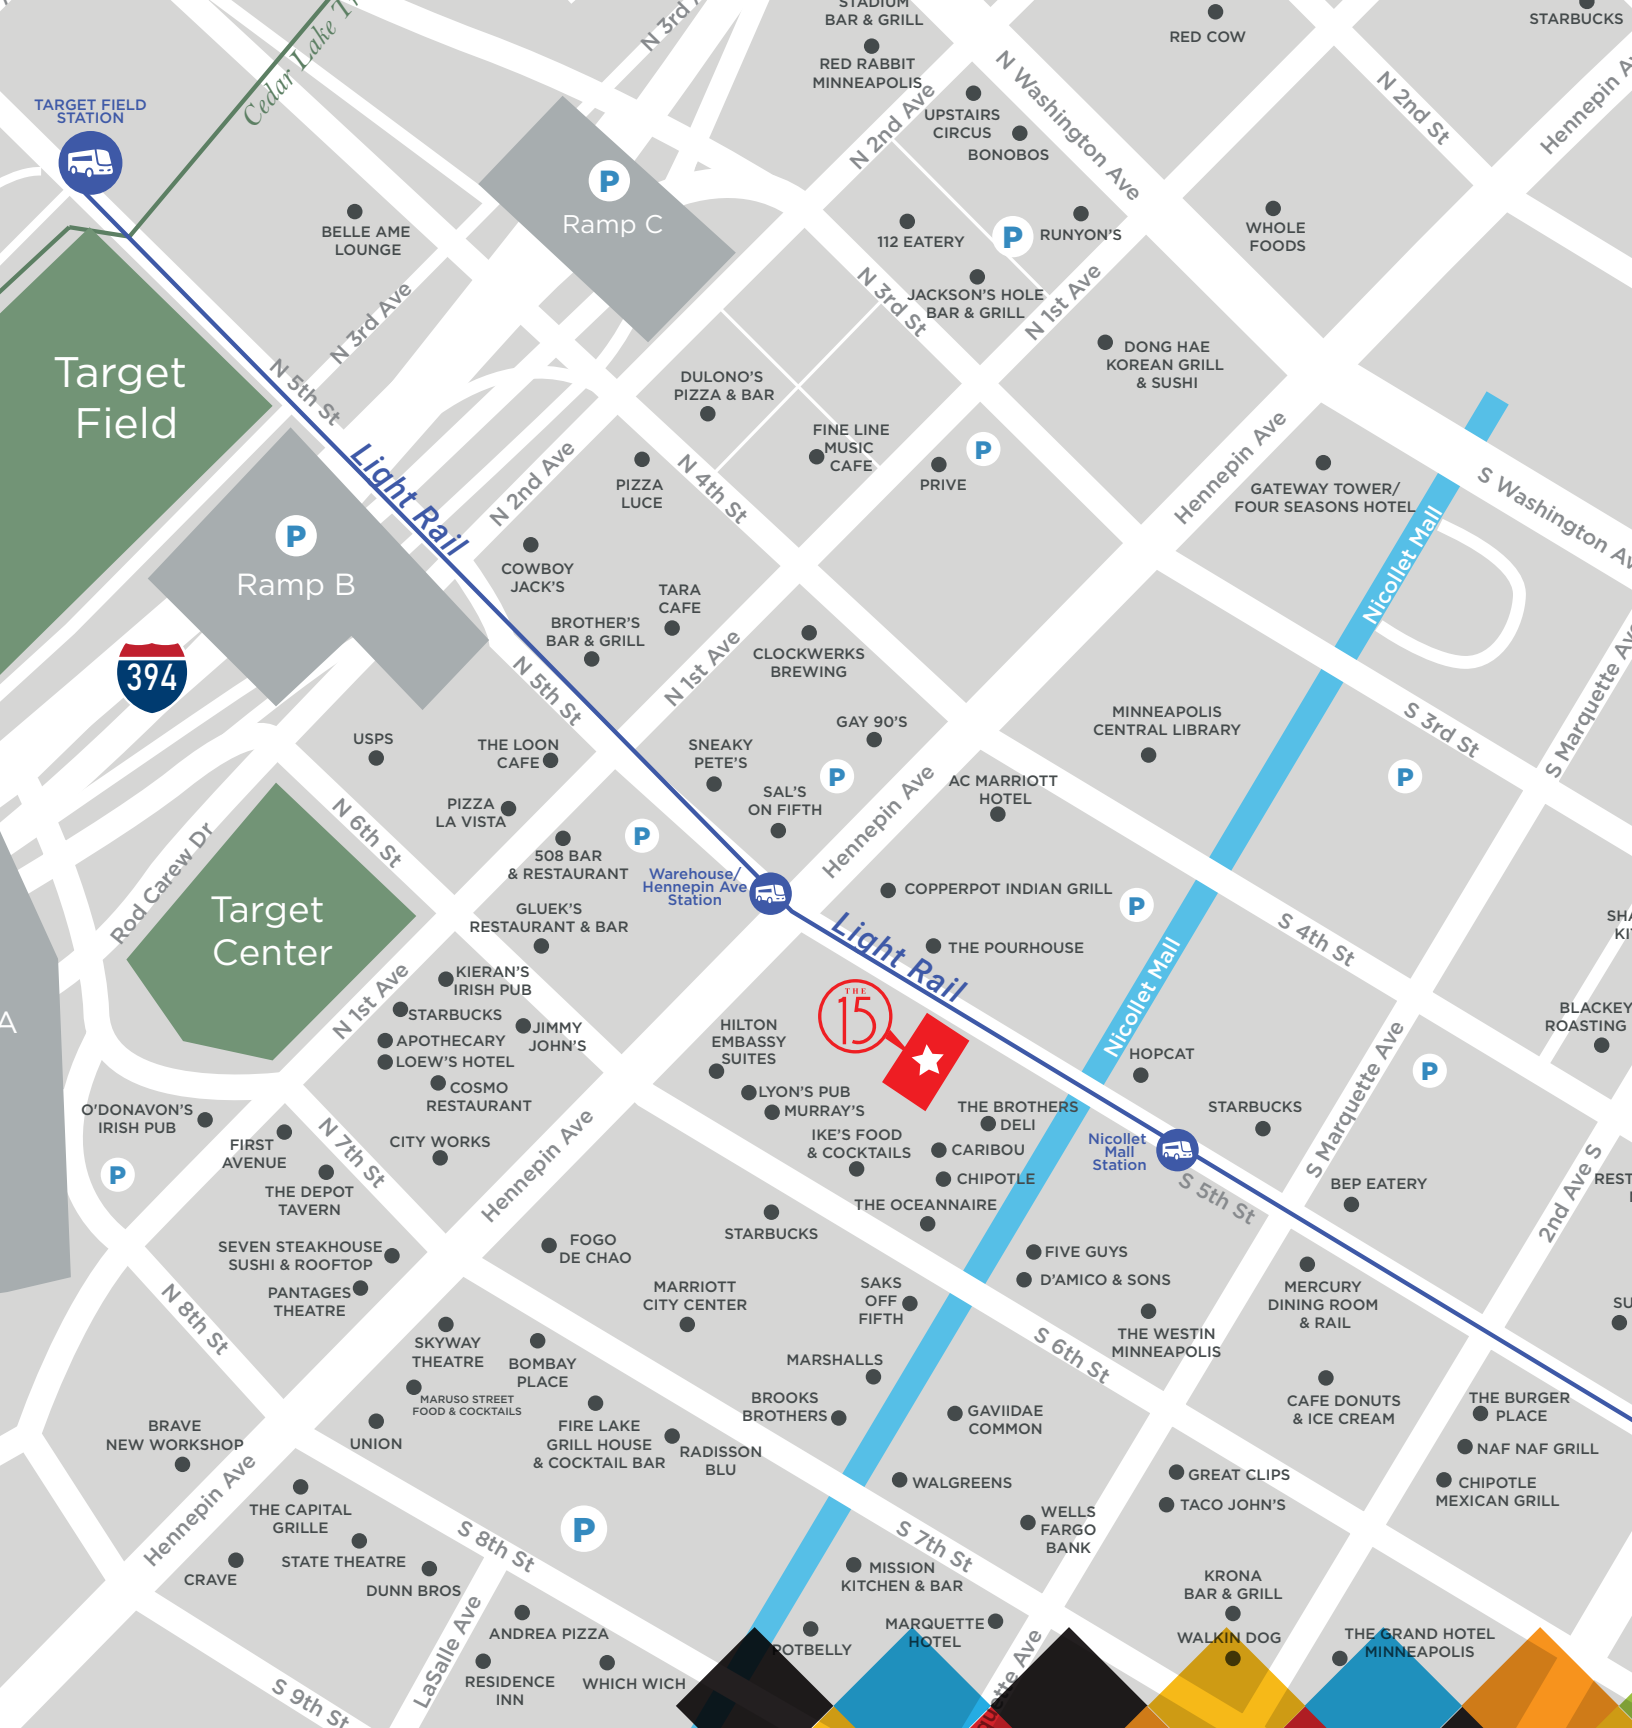 STADIUM
BAR & GRILL
RED RABBIT
MINNEAPOLIS
RED COW
STARBUCKS
Cedar Lake
N 3rd
TARGET FIELD
STATION
N Washington Ave
N 2nd St
Hennepin
UPSTAIRS
CIRCUS
BONOBOS
N 2nd Ave
P
Ramp C
BELLE AME
LOUNGE
112 EATERY
P
RUNYON'S
WHOLE
FOODS
JACKSON'S HOLE
BAR & GRILL
N 3rd St
N 1st Ave
N 3rd Ave
DONG HAE
KOREAN GRILL
& SUSHI
Target
Field
N 5th St
DULONO'S
PIZZA & BAR
FINE LINE
MUSIC
CAFE
P
PRIVE
Hennepin Ave
GATEWAY TOWER/
FOUR SEASONS HOTEL
S Washington
Light Rail
N 2nd Ave
PIZZA
LUCE
N 4th St
P
Ramp B
COWBOY
JACK'S
TARA
CAFE
Nicollet Mall
BROTHER'S
BAR & GRILL
394
CLOCKWERKS
BREWING
N 1st Ave
N 5th St
S Marquette
S 3rd St
MINNEAPOLIS
CENTRAL LIBRARY
GAY 90'S
USPS
THE LOON
CAFE
SNEAKY
PETE'S
P
SAL'S
ON FIFTH
AC MARRIOTT
HOTEL
P
PIZZA
LA VISTA
N 6th St
Hennepin Ave
P
508 BAR
& RESTAURANT
Warehouse/
Hennepin Ave
Station
COPPERPOT INDIAN GRILL
P
Rod Carew Dr
Target
Center
GLUEK'S
RESTAURANT & BAR
Light Rail
THE POURHOUSE
S 4th St
Nicollet Mall
KIERAN'S
IRISH PUB
N 1st Ave
STARBUCKS
JIMMY
JOHN'S
APOTHECARY
LOEW'S HOTEL
COSMO
RESTAURANT
THE
15
HILTON
EMBASSY
SUITES
LYON'S PUB
MURRAY'S
IKE'S FOOD
& COCKTAILS
THE BROTHERS
DELI
CARIBOU
CHIPOTLE
THE OCEANNAIRE
HOPCAT
BLACKEY
ROASTING
P
S Marquette Ave
STARBUCKS
Nicollet
Mall
Station
S 5th St
BEP EATERY
2nd Ave S
O'DONAVON'S
IRISH PUB
FIRST
AVENUE
P
N 7th St
CITY WORKS
Hennepin Ave
THE DEPOT
TAVERN
STARBUCKS
SEVEN STEAKHOUSE
SUSHI & ROOFTOP
FOGO
DE CHAO
FIVE GUYS
D'AMICO & SONS
PANTAGES
THEATRE
MARRIOTT
CITY CENTER
SAKS
OFF
FIFTH
MERCURY
DINING ROOM
& RAIL
THE WESTIN
MINNEAPOLIS
N 8th St
SKYWAY
THEATRE
BOMBAY
PLACE
MARSHALLS
S 6th St
MARUSO STREET
FOOD & COCKTAILS
BROOKS
BROTHERS
GAVIIDAE
COMMON
CAFE DONUTS
& ICE CREAM
THE BURGER
PLACE
BRAVE
NEW WORKSHOP
UNION
FIRE LAKE
GRILL HOUSE
& COCKTAIL BAR
RADISSON
BLU
NAF NAF GRILL
CHIPOTLE
MEXICAN GRILL
WALGREENS
GREAT CLIPS
TACO JOHN'S
Hennepin Ave
THE CAPITAL
GRILLE
P
WELLS
FARGO
BANK
S 8th St
S 7th St
STATE THEATRE
CRAVE
DUNN BROS
MISSION
KITCHEN & BAR
KRONA
BAR & GRILL
LaSalle Ave
ANDREA PIZZA
MARQUETTE
HOTEL
POTBELLY
WALKIN DOG
THE GRAND HOTEL
MINNEAPOLIS
S 9th St
RESIDENCE
INN
WHICH WICH